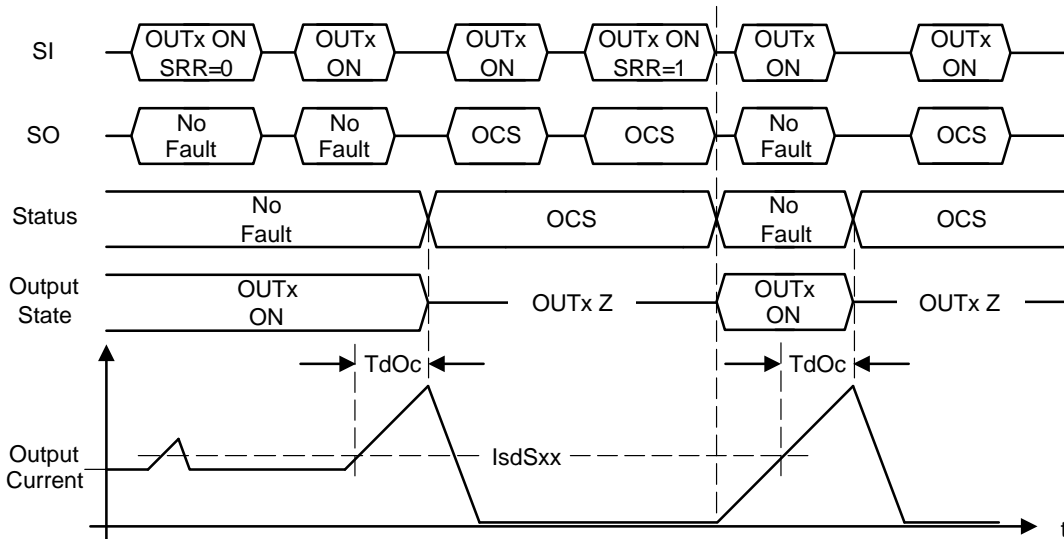 SI
OUTx ON
SRR=0
OUTx
ON
OUTx
ON
OUTx ON
SRR=1
OUTx
ON
OUTx
ON
SO
No
Fault
No
Fault
OCS
OCS
No
Fault
OCS
Status
No
Fault
OCS
No
Fault
OCS
Output
State
OUTx
ON
OUTx Z
OUTx
ON
OUTx Z
TdOc
TdOc
Output
Current
IsdSxx
t